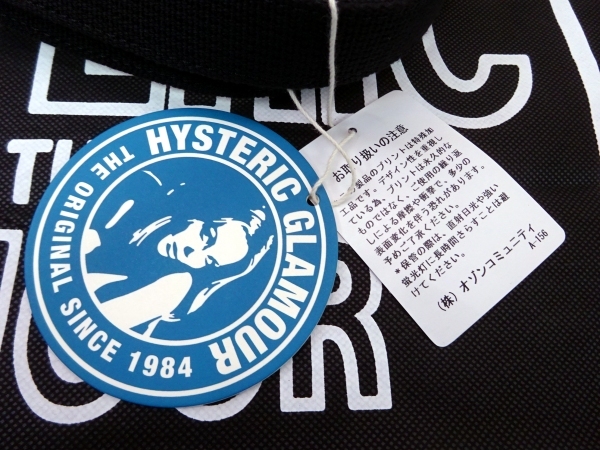 HYSTERIC GLAMOUR
THE ORIGINAL SINCE 1984
お取り扱いの注意
製品のプリントは特殊加
工品です。デザイン性を重視し
ている為、プリントは永久的な
ものではなく、ご使用の繰り返
しによる摩擦や衝撃で、多少の
表面変化を伴う恐れがあります。
予めご了承ください。
*保管の際は、直射日光や強い
蛍光灯に長時間さらすことは避
けてください。
(株) オゾンコミュニティ
A-156